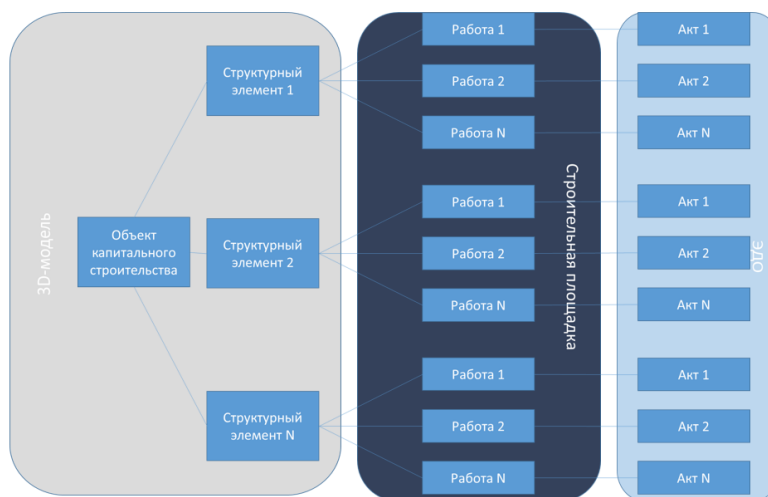 3D-модель
Объект
капитального
строительства
Структурный
элемент 1
Структурный
элемент 2
Структурный
элемент N
Строительная площадка
Работа 1
Работа 2
Работа N
Работа 1
Работа 2
Работа N
Работа 1
Работа 2
Работа N
ЭДО
Акт 1
Акт 2
Акт N
Акт 1
Акт 2
Акт N
Акт 1
Акт 2
Акт N